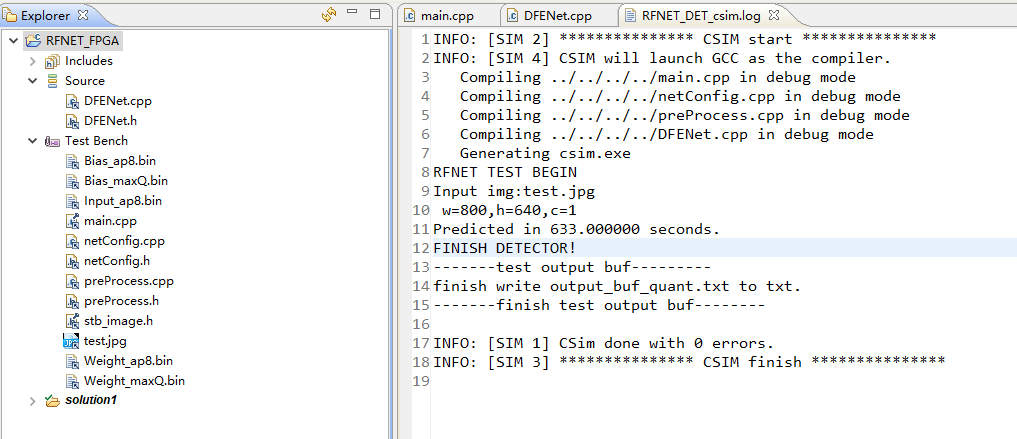 Explorer
RFNET_FPGA
Includes
Source
DFENet.cpp
DFENet.h
Test Bench
Bias_ap8.bin
Bias_maxQ.bin
Input_ap8.bin
main.cpp
netConfig.cpp
netConfig.h
preProcess.cpp
preProcess.h
stb_image.h
test.jpg
Weight_ap8.bin
Weight_maxQ.bin
solution1
main.cpp DFENet.cpp RFNET_DET_csim.log
1 INFO: [SIM 2] *************** CSIM start ***************
2 INFO: [SIM 4] CSIM will launch GCC as the compiler.
3 Compiling ../../../../main.cpp in debug mode
4 Compiling ../../../../netConfig.cpp in debug mode
5 Compiling ../../../../preProcess.cpp in debug mode
6 Compiling ../../../../DFENet.cpp in debug mode
7 Generating csim.exe
8 RFNET TEST BEGIN
9 Input img:test.jpg
10 w=800,h=640,c=1
11 Predicted in 633.000000 seconds.
12 FINISH DETECTOR!
13 -------test output buf---------
14 finish write output_buf_quant.txt to txt.
15 -------finish test output buf--------
16
17 INFO: [SIM 1] CSim done with 0 errors.
18 INFO: [SIM 3] *************** CSIM finish ***************
19